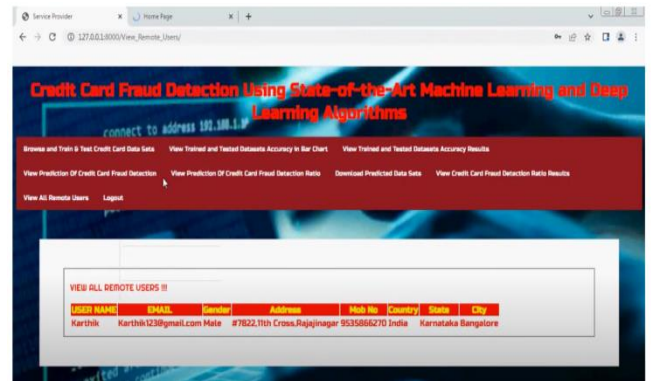 Service Provider
Home Page
127.0.0.1:8000/View_Remote_Users/
Credit Card Fraud Detection Using State-of-the-Art Machine Learning and Deep
Learning Algorithms
connect to address 192.168.1.1
Browse and Train & Test Credit Card Data Sets View Trained and Tested Datasets Accuracy in Bar Chart View Trained and Tested Datasets Accuracy Results
View Prediction Of Credit Card Fraud Detection View Prediction Of Credit Card Fraud Detection Ratio Download Predicted Data Sets View Credit Card Fraud Detection Ratio Results
View All Remote Users Logout
VIEW ALL REMOTE USERS !!!
USER NAME EMAIL Gender Address Mob No Country State City
Karthik Karthik123@gmail.com Male #7822,11th Cross,Rajajinagar 9535866270 India Karnataka Bangalore